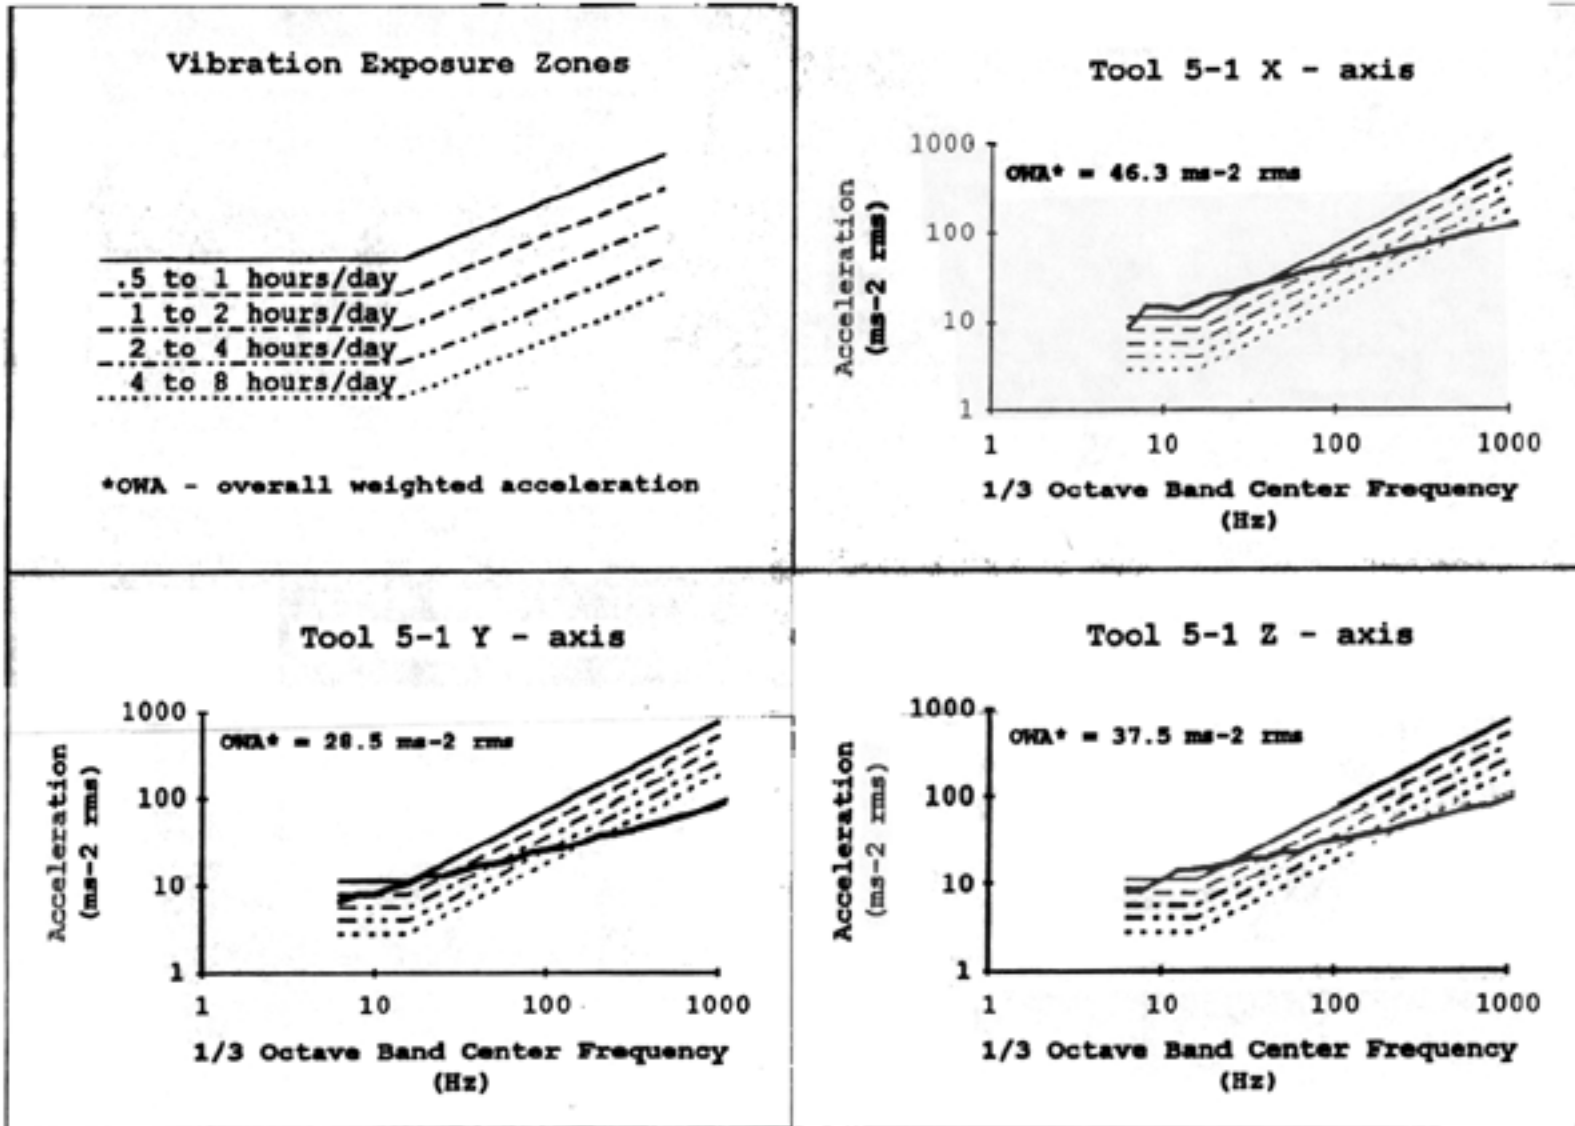 Vibration Exposure Zones
.5 to 1 hours/day
1 to 2 hours/day
2 to 4 hours/day
4 to 8 hours/day
*OWA - overall weighted acceleration
Tool 5-1 X - axis
OWA* = 46.3 ms-2 rms
Acceleration
(ms-2 rms)
1000
100
10
1
1 10 100 1000
1/3 Octave Band Center Frequency
(Hz)
Tool 5-1 Y - axis
OWA* = 28.5 ms-2 rms
Acceleration
(ms-2 rms)
1000
100
10
1
1 10 100 1000
1/3 Octave Band Center Frequency
(Hz)
Tool 5-1 Z - axis
OWA* = 37.5 ms-2 rms
Acceleration
(ms-2 rms)
1000
100
10
1
1 10 100 1000
1/3 Octave Band Center Frequency
(Hz)